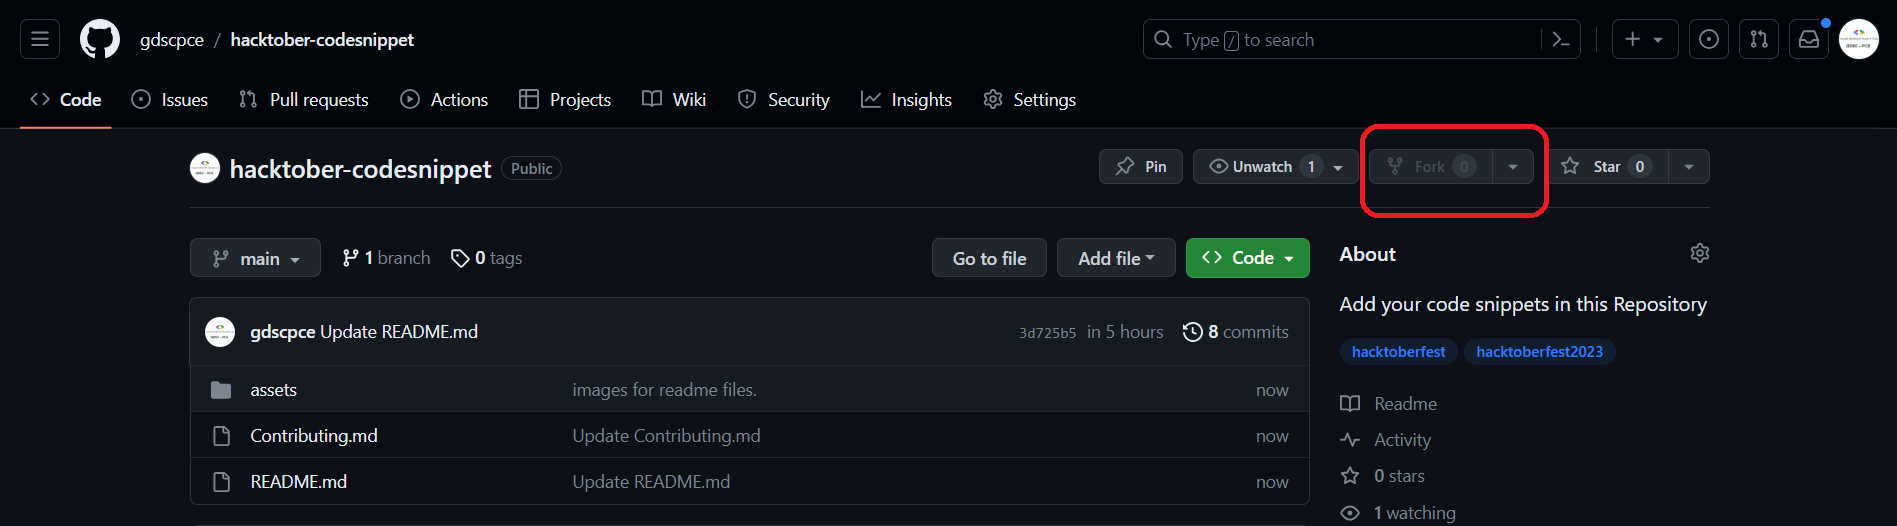 gdscpce / hacktober-codesnippet
Type / to search
Code Issues Pull requests Actions Projects Wiki Security Insights Settings
hacktober-codesnippet Public
Pin Unwatch 1 Fork 0 Star 0
main 1 branch 0 tags Go to file Add file Code
About
Add your code snippets in this Repository
hacktoberfest hacktoberfest2023
gdscpce Update README.md 3d725b5 in 5 hours 8 commits
assets images for readme files. now
Contributing.md Update Contributing.md now
README.md Update README.md now
Readme
Activity
0 stars
1 watching